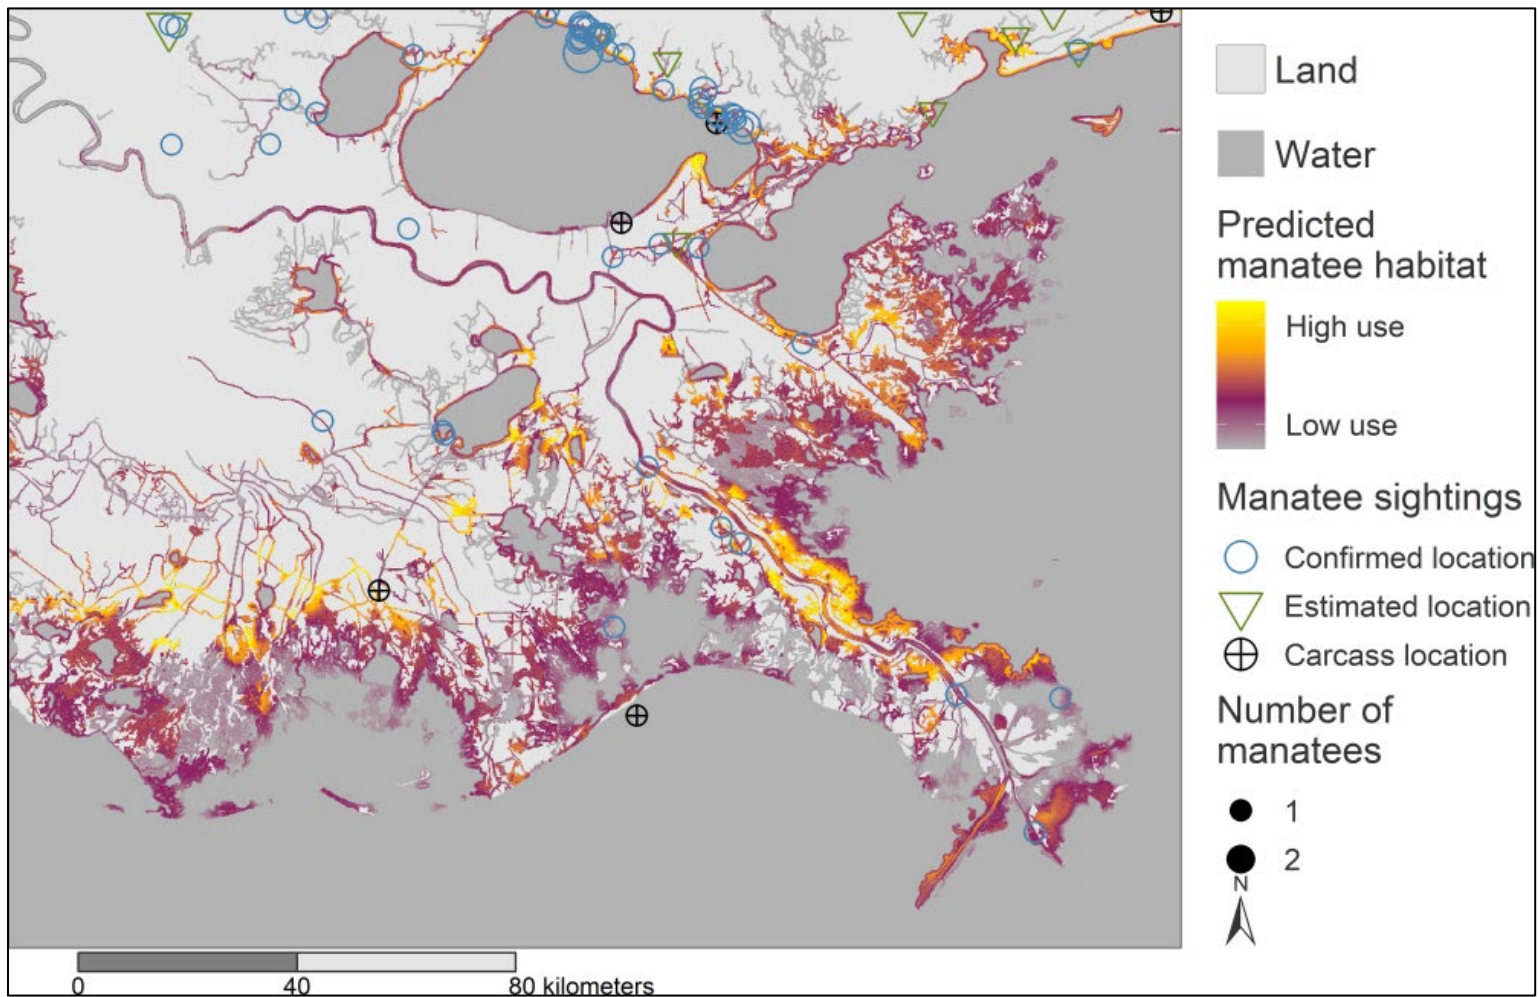 Land
Water
Predicted
manatee habitat
High use
Low use
Manatee sightings
Confirmed location
Estimated location
Carcass location
Number of
manatees
1
2
N
0 40 80 kilometers